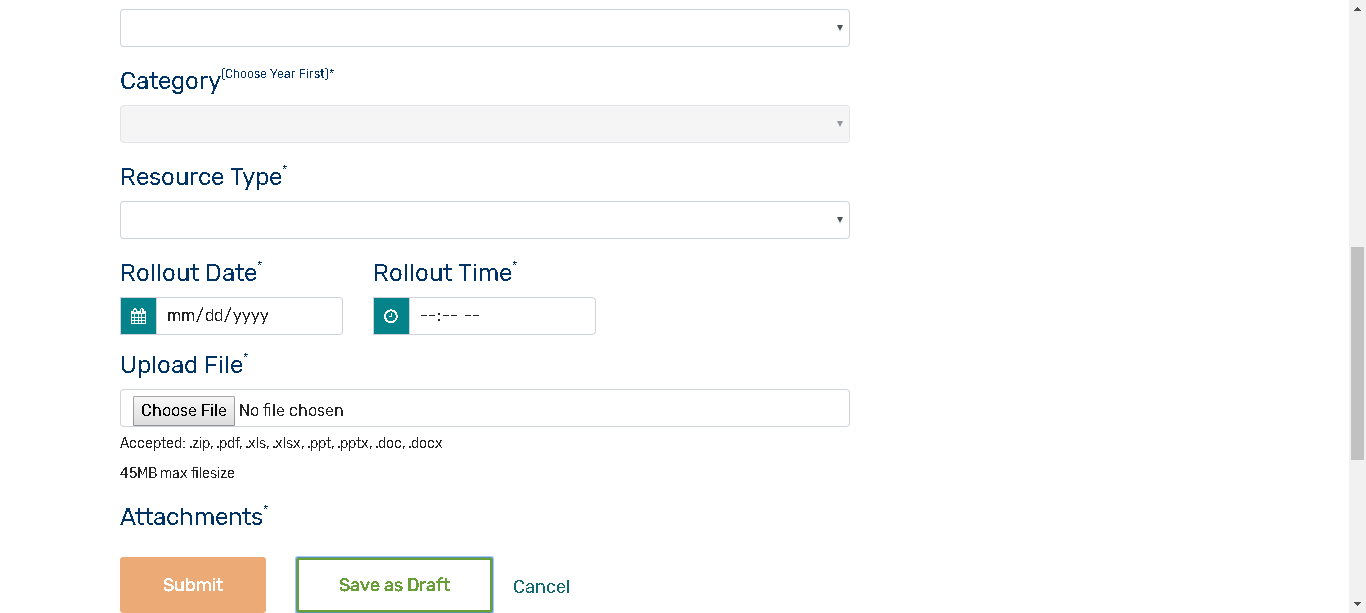 Category(Choose Year First)*
Resource Type*
Rollout Date* Rollout Time*
mm/dd/yyyy --:-- --
Upload File*
Choose File No file chosen
Accepted: .zip, .pdf, .xls, .xlsx, .ppt, .pptx, .doc, .docx
45MB max filesize
Attachments*
Submit Save as Draft Cancel